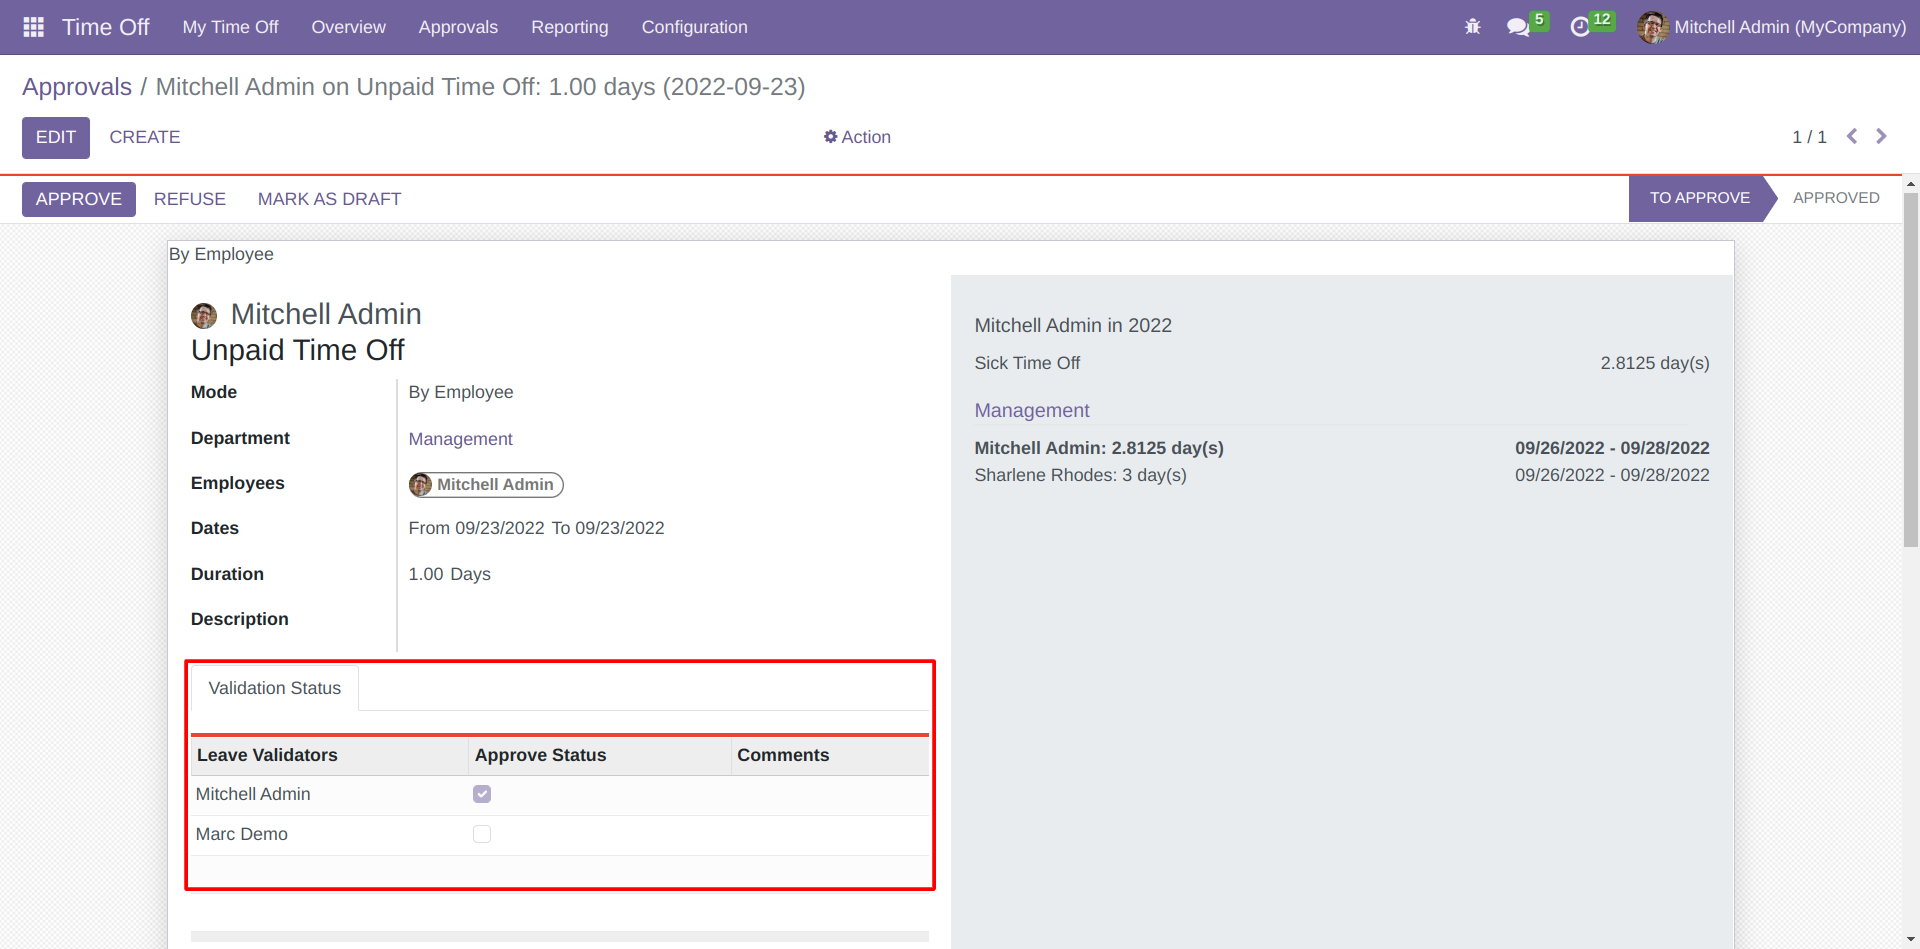 Time Off My Time Off Overview Approvals Reporting Configuration 5 12 Mitchell Admin (MyCompany)
Approvals / Mitchell Admin on Unpaid Time Off: 1.00 days (2022-09-23)
EDIT CREATE Action 1 / 1
APPROVE REFUSE MARK AS DRAFT TO APPROVE APPROVED
By Employee
Mitchell Admin
Unpaid Time Off
Mode By Employee
Department Management
Employees Mitchell Admin
Dates From 09/23/2022 To 09/23/2022
Duration 1.00 Days
Description
Validation Status
Leave Validators Approve Status Comments
Mitchell Admin
Marc Demo
Mitchell Admin in 2022
Sick Time Off 2.8125 day(s)
Management
Mitchell Admin: 2.8125 day(s) 09/26/2022 - 09/28/2022
Sharlene Rhodes: 3 day(s) 09/26/2022 - 09/28/2022